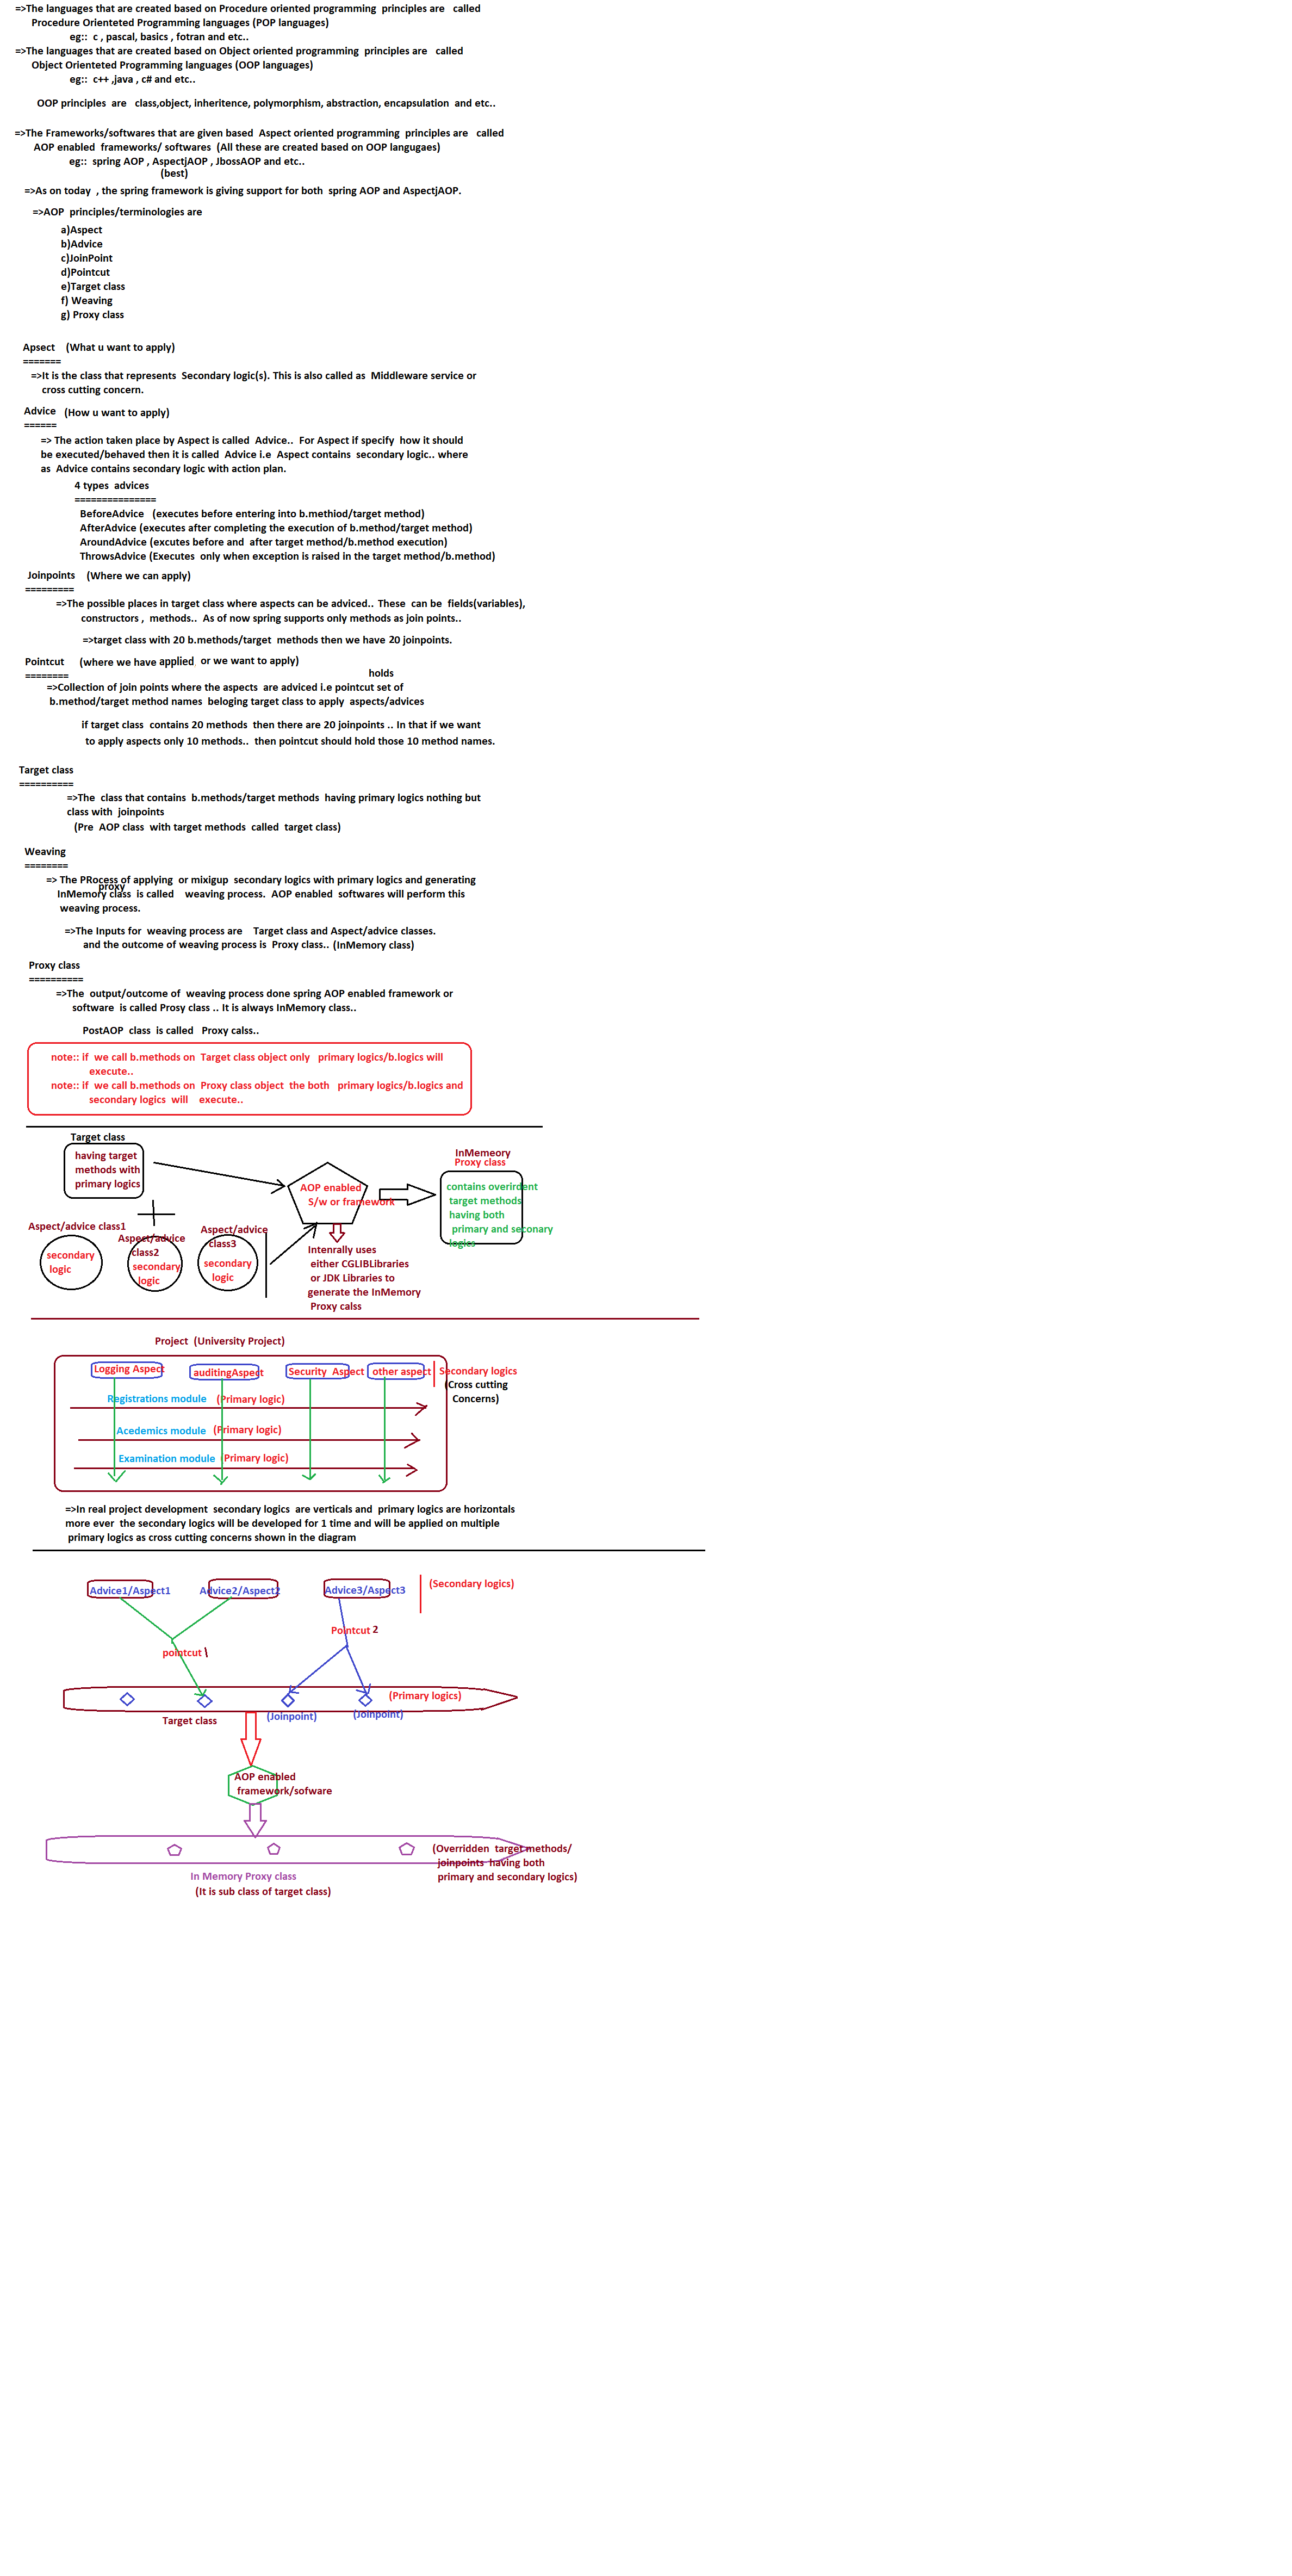 =>The languages that are created based on Procedure oriented programming principles are called
Procedure Orienteted Programming languages (POP languages)
eg:: c , pascal, basics , fotran and etc..
=>The languages that are created based on Object oriented programming principles are called
Object Orienteted Programming languages (OOP languages)
eg:: c++ ,java , c# and etc..
OOP principles are class,object, inheritence, polymorphism, abstraction, encapsulation and etc..
=>The Frameworks/softwares that are given based Aspect oriented programming principles are called
AOP enabled frameworks/ softwares (All these are created based on OOP langugaes)
eg:: spring AOP , AspectjAOP , JbossAOP and etc..
(best)
=>As on today , the spring framework is giving support for both spring AOP and AspectjAOP.
=>AOP principles/terminologies are
a)Aspect
b)Advice
c)JoinPoint
d)Pointcut
e)Target class
f) Weaving
g) Proxy class
Apsect (What u want to apply)
=======
=>It is the class that represents Secondary logic(s). This is also called as Middleware service or
cross cutting concern.
Advice (How u want to apply)
======
=> The action taken place by Aspect is called Advice.. For Aspect if specify how it should
be executed/behaved then it is called Advice i.e Aspect contains secondary logic.. where
as Advice contains secondary logic with action plan.
4 types advices
===============
BeforeAdvice (executes before entering into b.methiod/target method)
AfterAdvice (executes after completing the execution of b.method/target method)
AroundAdvice (excutes before and after target method/b.method execution)
ThrowsAdvice (Executes only when exception is raised in the target method/b.method)
Joinpoints (Where we can apply)
=========
=>The possible places in target class where aspects can be adviced.. These can be fields(variables),
constructors , methods.. As of now spring supports only methods as join points..
=>target class with 20 b.methods/target methods then we have 20 joinpoints.
Pointcut (where we have applied or we want to apply)
========
holds
=>Collection of join points where the aspects are adviced i.e pointcut set of
b.method/target method names beloging target class to apply aspects/advices
if target class contains 20 methods then there are 20 joinpoints .. In that if we want
to apply aspects only 10 methods.. then pointcut should hold those 10 method names.
Target class
==========
=>The class that contains b.methods/target methods having primary logics nothing but
class with joinpoints
(Pre AOP class with target methods called target class)
Weaving
========
=> The PRocess of applying or mixigup secondary logics with primary logics and generating
proxy
InMemory class is called weaving process. AOP enabled softwares will perform this
weaving process.
=>The Inputs for weaving process are Target class and Aspect/advice classes.
and the outcome of weaving process is Proxy class.. (InMemory class)
Proxy class
==========
=>The output/outcome of weaving process done spring AOP enabled framework or
software is called Prosy class .. It is always InMemory class..
PostAOP class is called Proxy calss..
note:: if we call b.methods on Target class object only primary logics/b.logics will
execute..
note:: if we call b.methods on Proxy class object the both primary logics/b.logics and
secondary logics will execute..
Target class
having target
methods with
primary logics
AOP enabled
S/w or framework
InMemeory
Proxy class
contains overirdent
target methods
having both
primary and seconary
logics
Aspect/advice class1
secondary
logic
Aspect/advice
class2
secondary
logic
Aspect/advice
class3
secondary
logic
Intenrally uses
either CGLIBLibraries
or JDK Libraries to
generate the InMemory
Proxy calss
Project (University Project)
Logging Aspect auditingAspect Security Aspect other aspect Secondary logics
(Cross cutting
Concerns)
Registrations module (Primary logic)
Acedemics module (Primary logic)
Examination module (Primary logic)
=>In real project development secondary logics are verticals and primary logics are horizontals
more ever the secondary logics will be developed for 1 time and will be applied on multiple
primary logics as cross cutting concerns shown in the diagram
Advice1/Aspect1 Advice2/Aspect2 Advice3/Aspect3 (Secondary logics)
Pointcut 2
pointcut \
(Primary logics)
Target class (Joinpoint) (Joinpoint)
AOP enabled
framework/sofware
(Overridden target methods/
joinpoints having both
primary and secondary logics)
In Memory Proxy class
(It is sub class of target class)